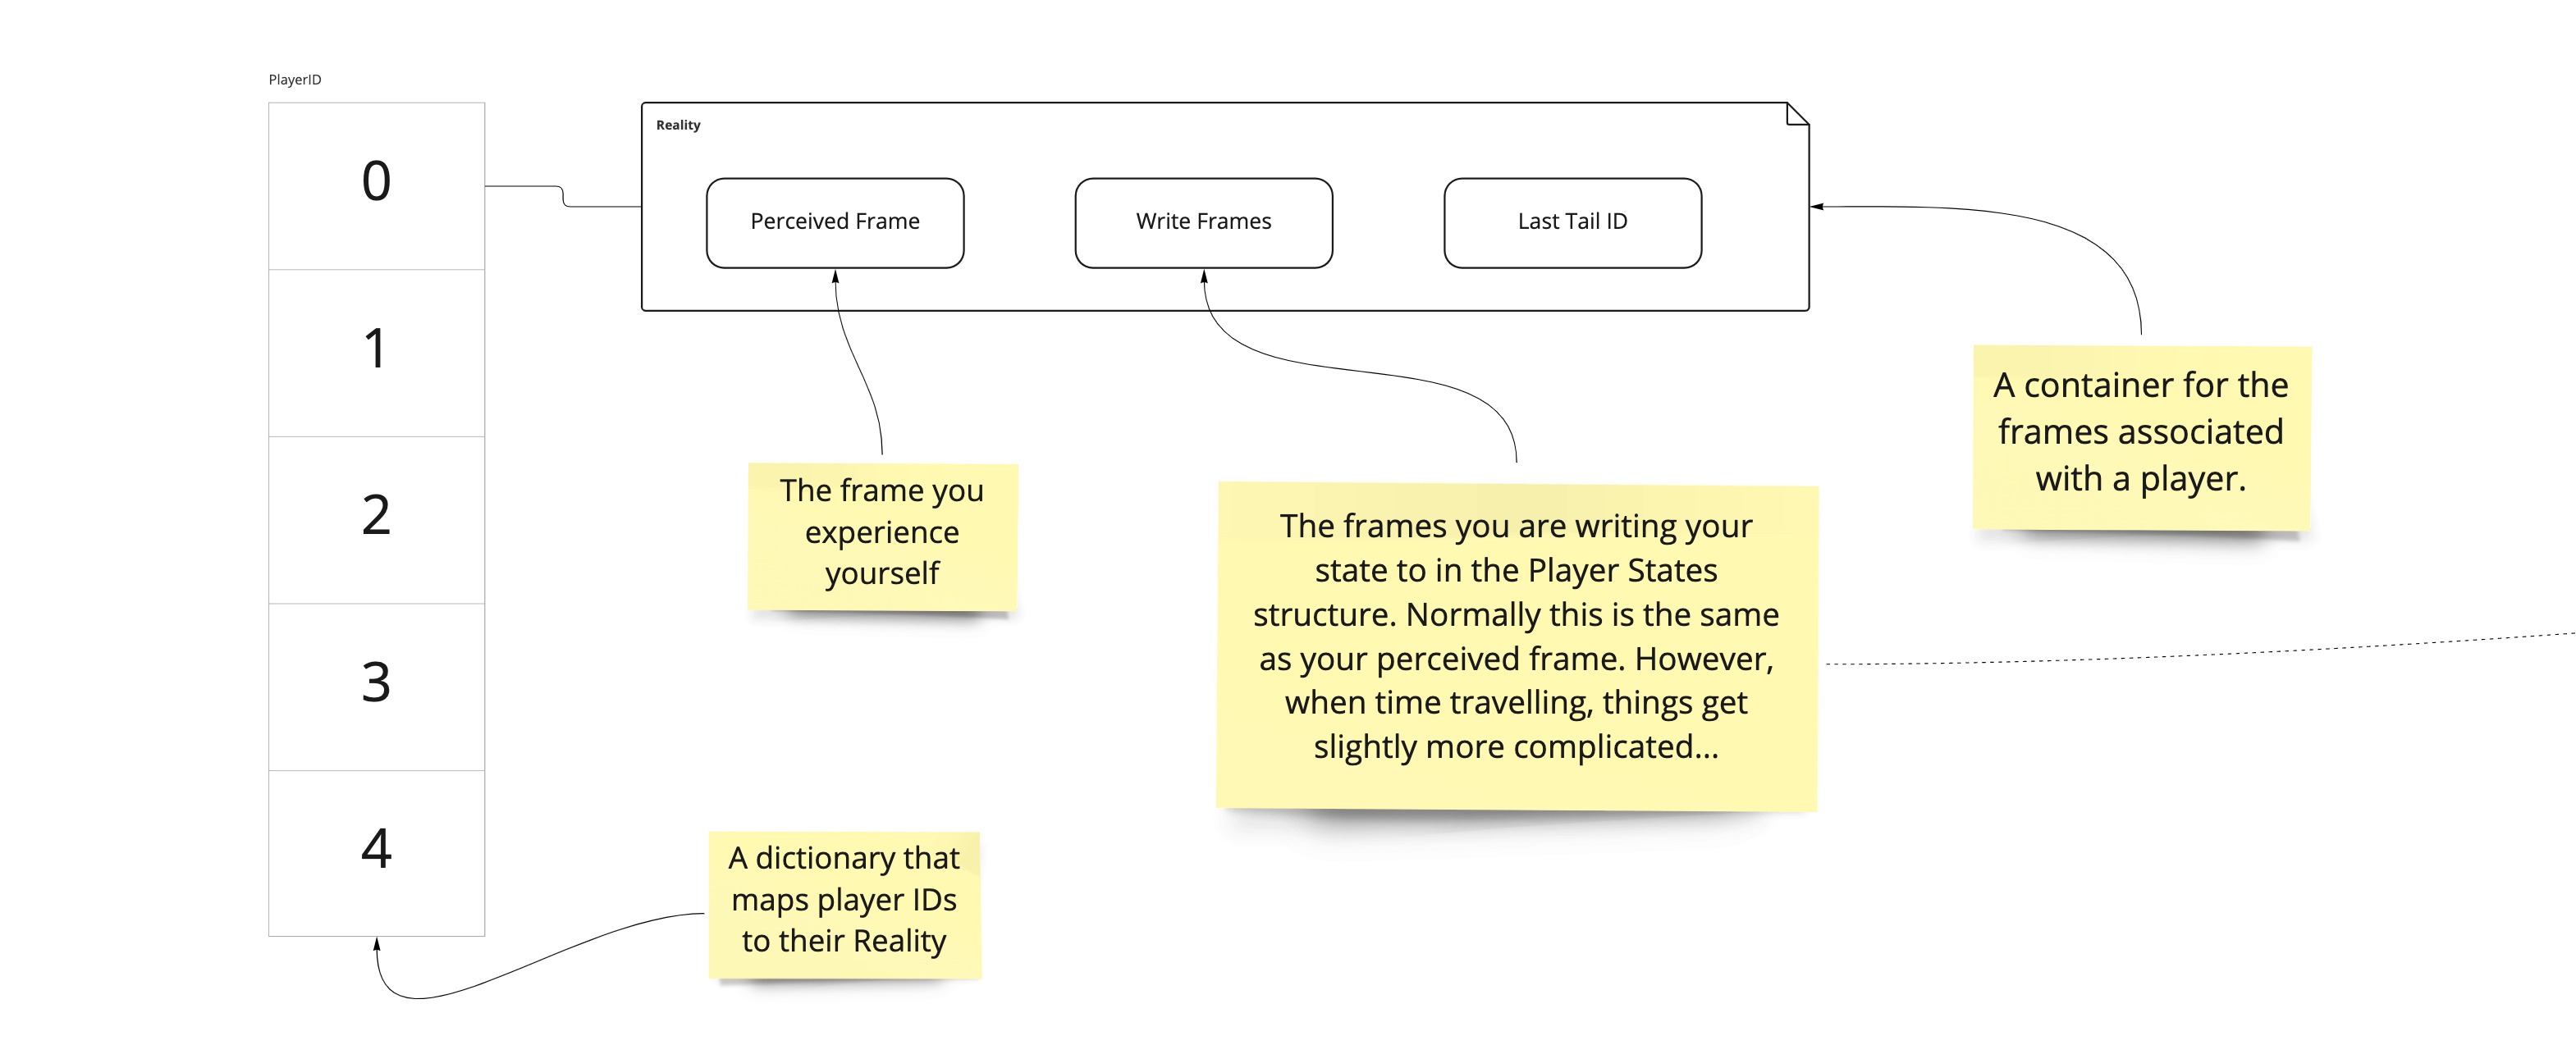 PlayerID
0
1
2
3
4
Reality
Perceived Frame
Write Frames
Last Tail ID
The frame you
experience
yourself
The frames you are writing your
state to in the Player States
structure. Normally this is the same
as your perceived frame. However,
when time travelling, things get
slightly more complicated...
A container for the
frames associated
with a player.
A dictionary that
maps player IDs
to their Reality